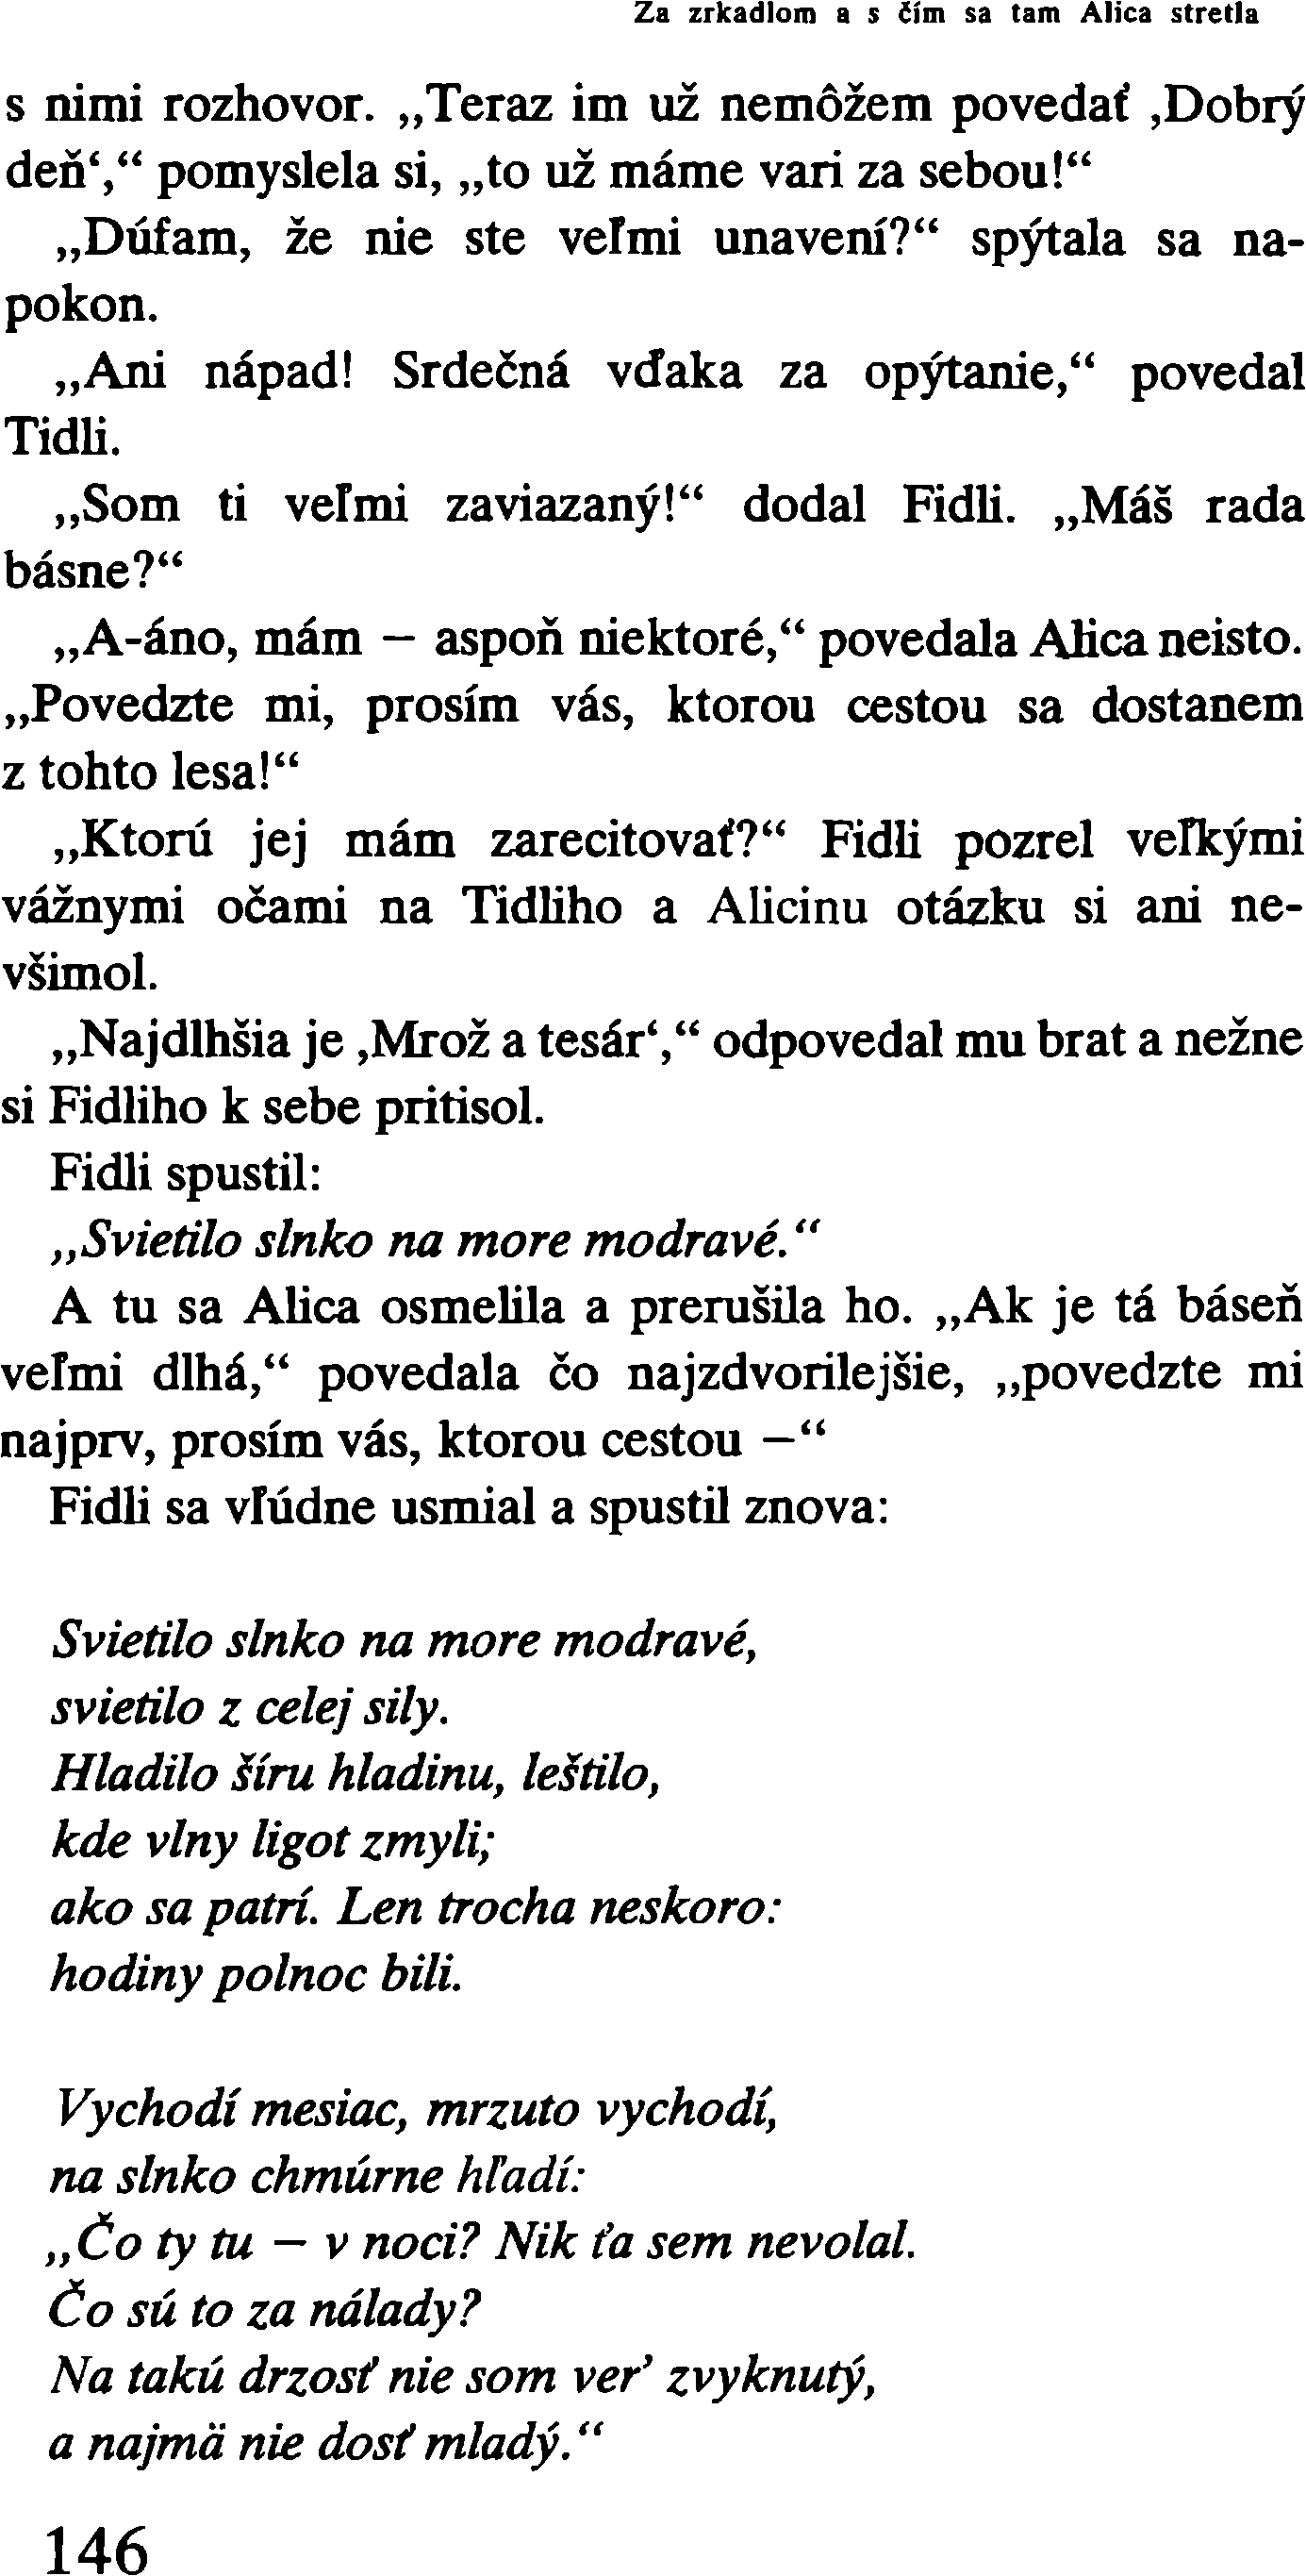 Za zrkadlom a s čím sa tam Alica stretla
s nimi rozhovor. „Teraz im už nemôžem povedať ‚Dobrý
deň‘,“ pomyslela si, „to už máme vari za sebou!“
„Dúfam, že nie ste veľmi unavení?“ spýtala sa na-
pokon.
„Ani nápad! Srdečná vďaka za opýtanie,“ povedal
Tidli.
„Som ti veľmi zaviazaný!“ dodal Fidli. „Máš rada
básne?“
„A-áno, mám — aspoň niektoré,“ povedala Alica neisto.
„Povedzte mi, prosím vás, ktorou cestou sa dostanem
z tohto lesa!“
„Ktorú jej mám zarecitovať?“ Fidli pozrel veľkými
vážnymi očami na Tidliho a Alicinu otázku si ani ne-
všimol.
„Najdlhšia je ‚Mrož a tesár‘,“ odpovedal mu brat a nežne
si Fidliho k sebe pritisol.
Fidli spustil:
„Svietilo slnko na more modravé.“
A tu sa Alica osmelila a prerušila ho. „Ak je tá báseň
veľmi dlhá,“ povedala čo najzdvorilejšie, „povedzte mi
najprv, prosím vás, ktorou cestou —“
Fidli sa vľúdne usmial a spustil znova:
Svietilo slnko na more modravé,
svietilo z celej sily.
Hladilo šíru hladinu, leštilo,
kde vlny ligot zmyli;
ako sa patrí. Len trocha neskoro:
hodiny polnoc bili.
Vychodí mesiac, mrzuto vychodí,
na slnko chmúrne hľadí:
„Čo ty tu — v noci? Nik ťa sem nevolal.
Čo sú to za nálady?
Na takú drzosť nie som ver’ zvyknutý,
a najmä nie dosť mladý.“
146